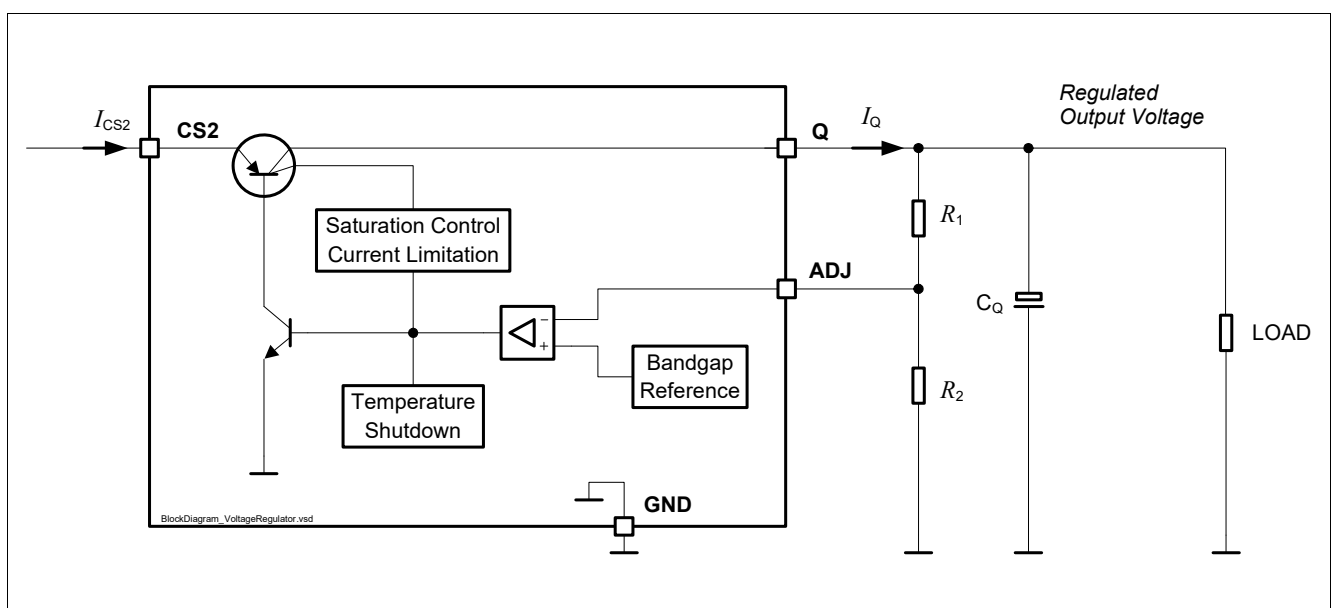 Regulated
Output Voltage
I_CS2
CS2
Q
I_Q
Saturation Control
Current Limitation
R_1
ADJ
C_Q
LOAD
−
+
Bandgap
Reference
R_2
Temperature
Shutdown
GND
BlockDiagram_VoltageRegulator.vsd